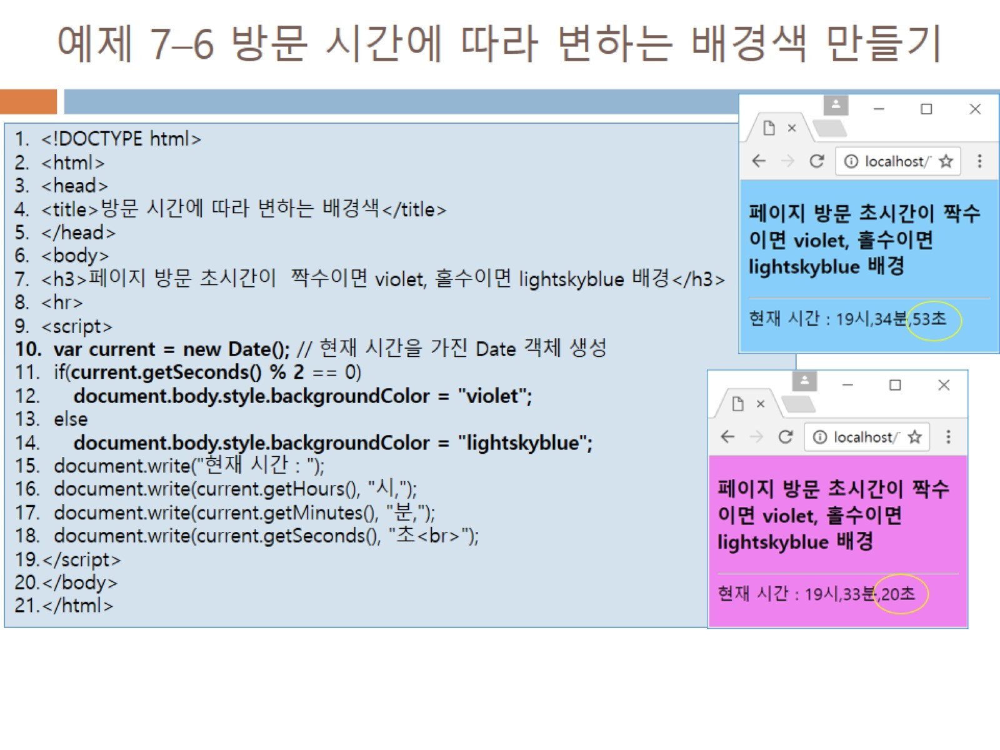 예제 7–6 방문 시간에 따라 변하는 배경색 만들기
1. <!DOCTYPE html>
2. <html>
3. <head>
4. <title>방문 시간에 따라 변하는 배경색</title>
5. </head>
6. <body>
7. <h3>페이지 방문 초시간이 짝수이면 violet, 홀수이면 lightskyblue 배경</h3>
8. <hr>
9. <script>
10. var current = new Date(); // 현재 시간을 가진 Date 객체 생성
11. if(current.getSeconds() % 2 == 0)
12. document.body.style.backgroundColor = "violet";
13. else
14. document.body.style.backgroundColor = "lightskyblue";
15. document.write("현재 시간 : ");
16. document.write(current.getHours(), "시,");
17. document.write(current.getMinutes(), "분,");
18. document.write(current.getSeconds(), "초<br>");
19.</script>
20.</body>
21.</html>
localhost/
페이지 방문 초시간이 짝수
이면 violet, 홀수이면
lightskyblue 배경
현재 시간 : 19시,34분,53초
localhost/
페이지 방문 초시간이 짝수
이면 violet, 홀수이면
lightskyblue 배경
현재 시간 : 19시,33분,20초